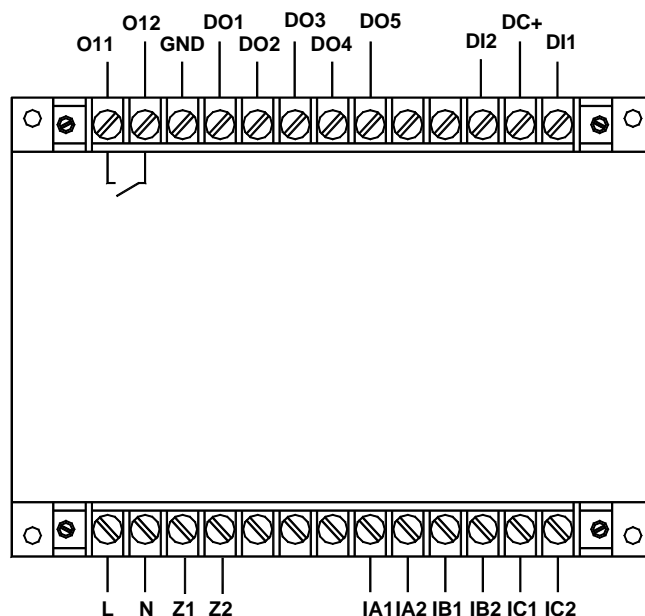 O12 DO1 DO3 DO5 DC+
O11 GND DO2 DO4 DI2 DI1
L N Z1 Z2 IA1 IA2 IB1 IB2 IC1 IC2